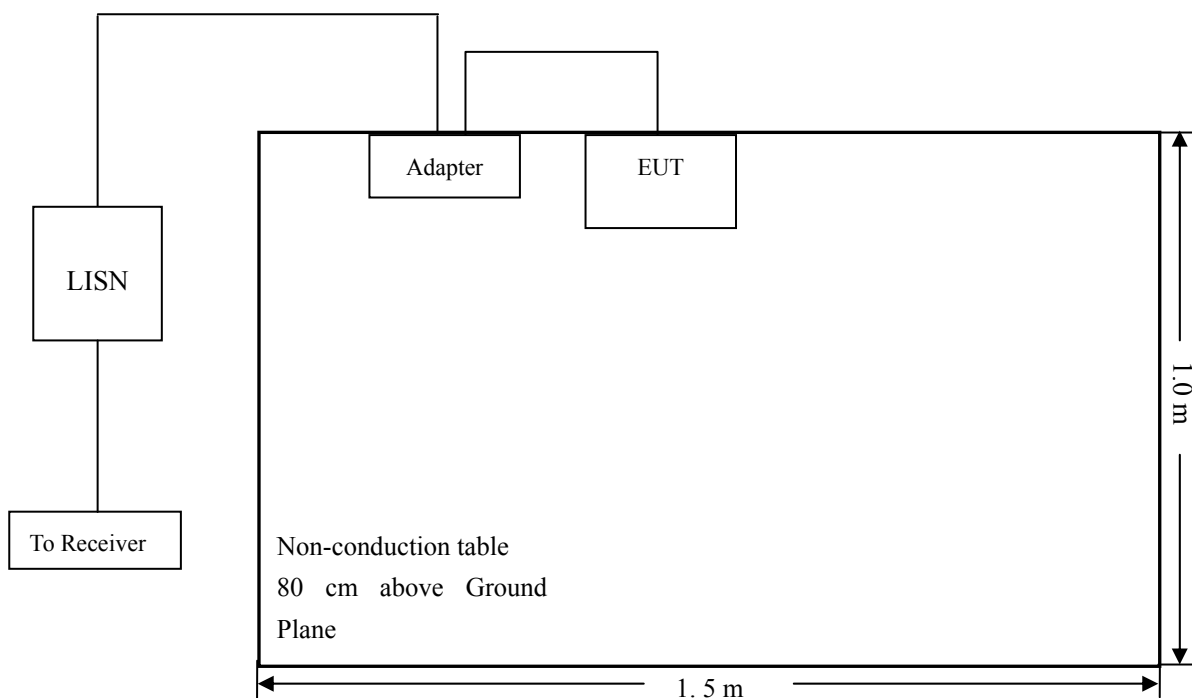 Adapter
EUT
LISN
To Receiver
Non-conduction table
80 cm above Ground
Plane
1.0 m
1. 5 m